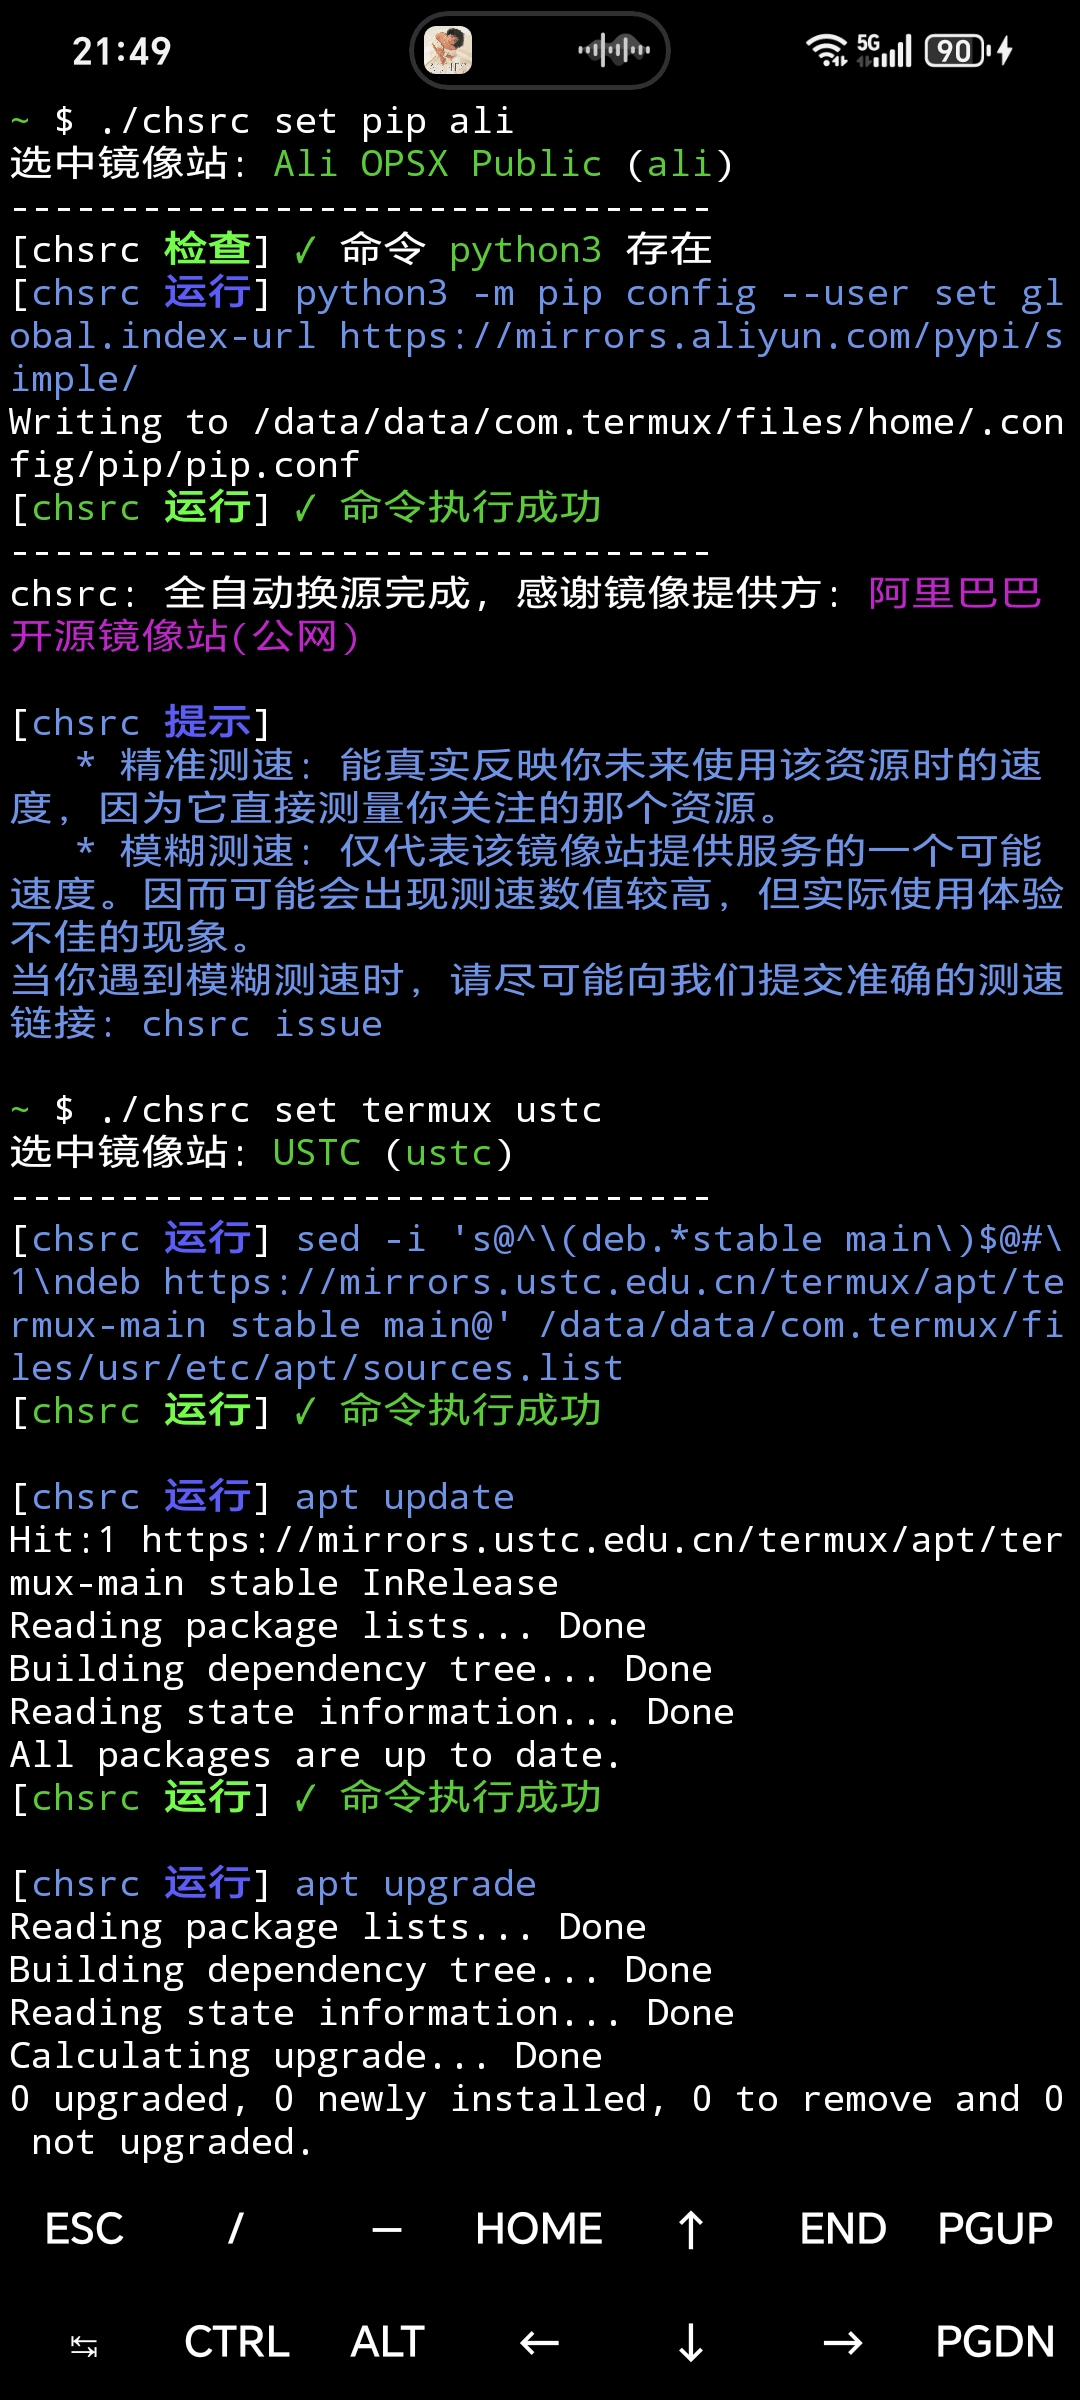 21:49
5G
90
~ $ ./chsrc set pip ali
选中镜像站: Ali OPSX Public (ali)
--------------------------------
[chsrc 检查] ✓ 命令 python3 存在
[chsrc 运行] python3 -m pip config --user set gl
obal.index-url https://mirrors.aliyun.com/pypi/s
imple/
Writing to /data/data/com.termux/files/home/.con
fig/pip/pip.conf
[chsrc 运行] ✓ 命令执行成功
--------------------------------
chsrc: 全自动换源完成, 感谢镜像提供方: 阿里巴巴
开源镜像站(公网)
[chsrc 提示]
   * 精准测速: 能真实反映你未来使用该资源时的速
度, 因为它直接测量你关注的那个资源。
   * 模糊测速: 仅代表该镜像站提供服务的一个可能
速度。因而可能会出现测速数值较高, 但实际使用体验
不佳的现象。
当你遇到模糊测速时, 请尽可能向我们提交准确的测速
链接: chsrc issue
~ $ ./chsrc set termux ustc
选中镜像站: USTC (ustc)
--------------------------------
[chsrc 运行] sed -i 's@^\(deb.*stable main\)$@#\
1\ndeb https://mirrors.ustc.edu.cn/termux/apt/te
rmux-main stable main@' /data/data/com.termux/fi
les/usr/etc/apt/sources.list
[chsrc 运行] ✓ 命令执行成功
[chsrc 运行] apt update
Hit:1 https://mirrors.ustc.edu.cn/termux/apt/ter
mux-main stable InRelease
Reading package lists... Done
Building dependency tree... Done
Reading state information... Done
All packages are up to date.
[chsrc 运行] ✓ 命令执行成功
[chsrc 运行] apt upgrade
Reading package lists... Done
Building dependency tree... Done
Reading state information... Done
Calculating upgrade... Done
0 upgraded, 0 newly installed, 0 to remove and 0
 not upgraded.
ESC / — HOME ↑ END PGUP
↹ CTRL ALT ← ↓ → PGDN